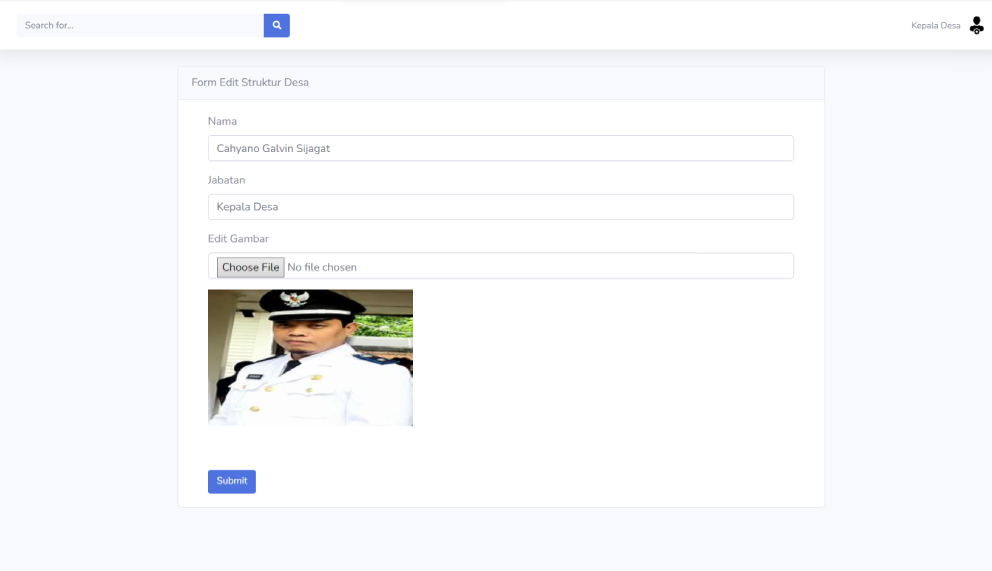 Search for...
Kepala Desa
Form Edit Struktur Desa
Nama
Cahyano Galvin Sijagat
Jabatan
Kepala Desa
Edit Gambar
Choose File No file chosen
Submit